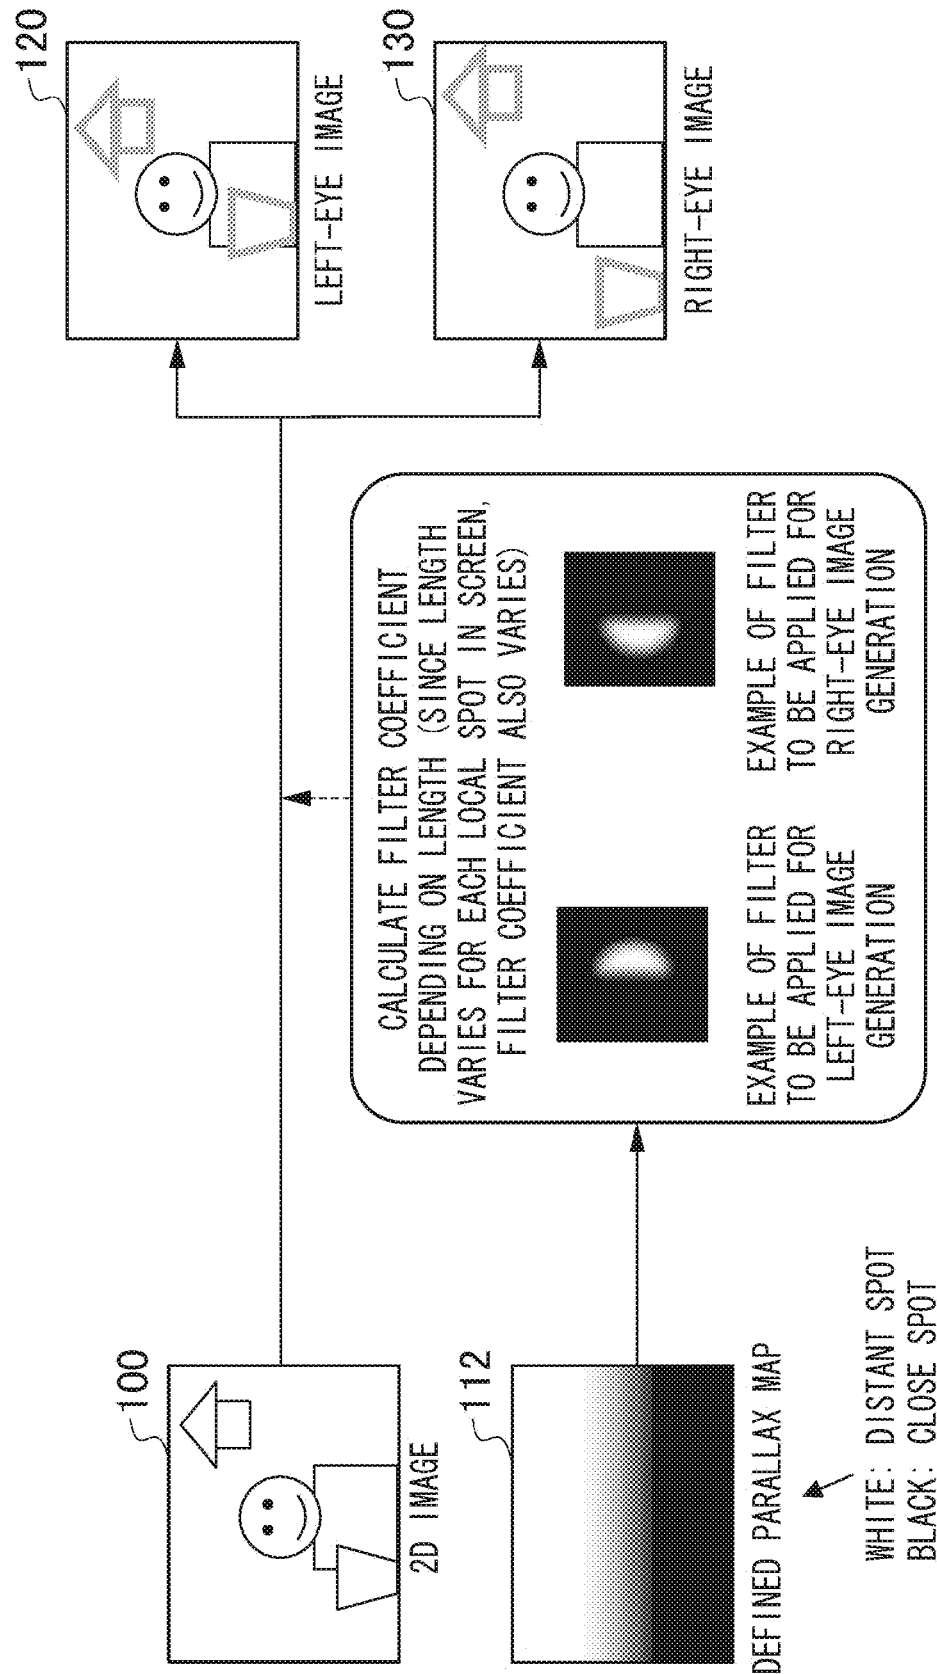 100
2D IMAGE
112
DEFINED PARALLAX MAP
WHITE: DISTANT SPOT
BLACK: CLOSE SPOT
CALCULATE FILTER COEFFICIENT
DEPENDING ON LENGTH (SINCE LENGTH
VARIES FOR EACH LOCAL SPOT IN SCREEN,
FILTER COEFFICIENT ALSO VARIES)
EXAMPLE OF FILTER
TO BE APPLIED FOR
LEFT-EYE IMAGE
GENERATION
EXAMPLE OF FILTER
TO BE APPLIED FOR
RIGHT-EYE IMAGE
GENERATION
120
LEFT-EYE IMAGE
130
RIGHT-EYE IMAGE